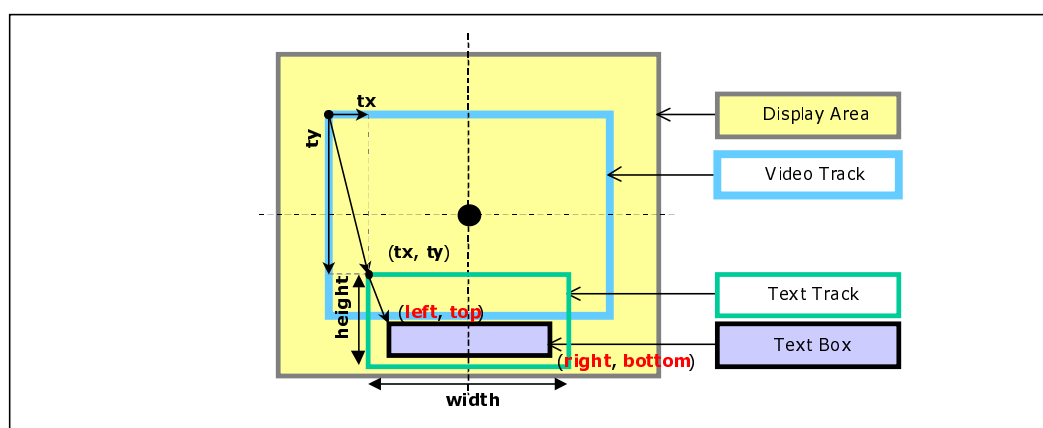 tx
ty
Display Area
Video Track
(tx, ty)
height
Text Track
(left, top)
Text Box
(right, bottom)
width